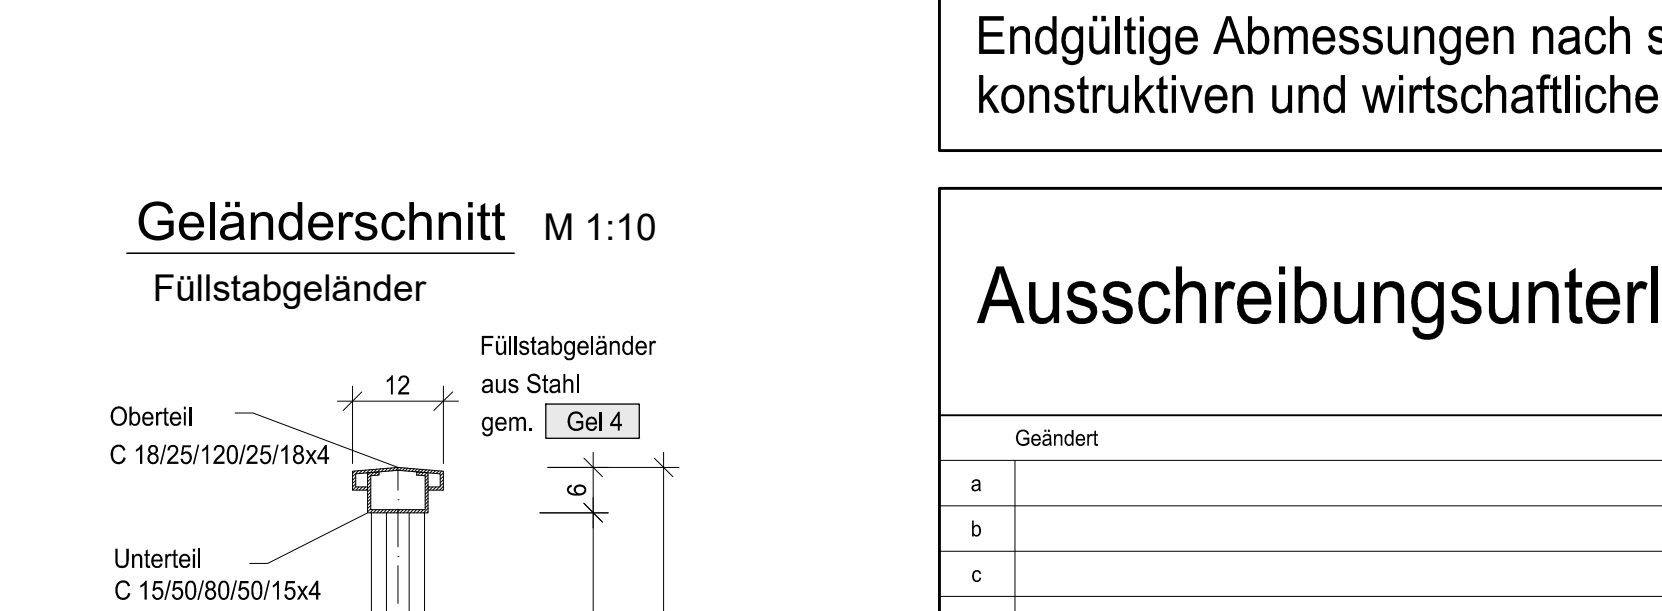 Endgültige Abmessungen nach
konstruktiven und wirtschaftliche
Geländerschnitt M 1:10
Füllstabgeländer
Füllstabgeländer
aus Stahl
gem. Gel 4
12
Oberteil
C 18/25/120/25/18x4
6
Unterteil
C 15/50/80/50/15x4
Ausschreibungsunterl
Geändert
a
b
c